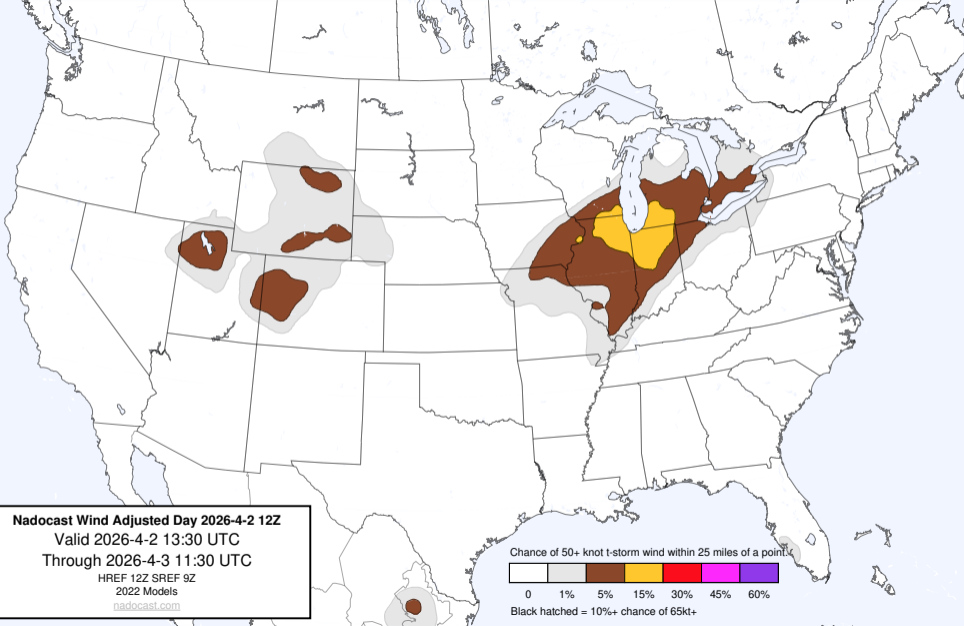 Nadocast Wind Adjusted Day 2026-4-2 12Z
Valid 2026-4-2 13:30 UTC
Through 2026-4-3 11:30 UTC
HREF 12Z SREF 9Z
2022 Models
nadocast.com
Chance of 50+ knot t-storm wind within 25 miles of a point.
0 1% 5% 15% 30% 45% 60%
Black hatched = 10%+ chance of 65kt+